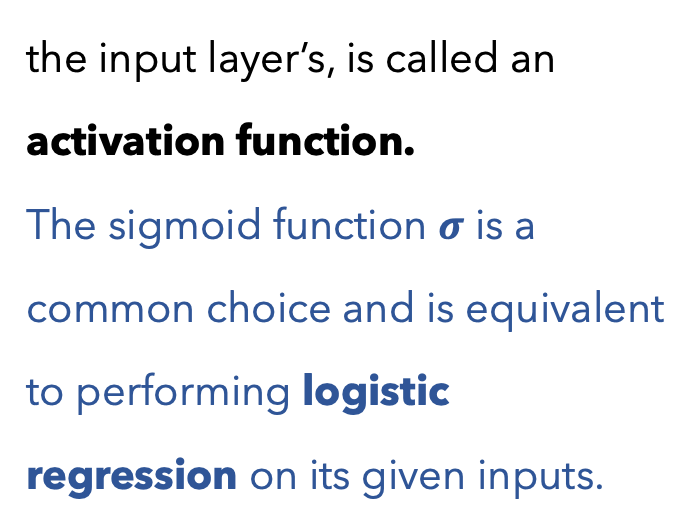 the input layer’s, is called an
activation function.
The sigmoid function σ is a
common choice and is equivalent
to performing logistic
regression on its given inputs.